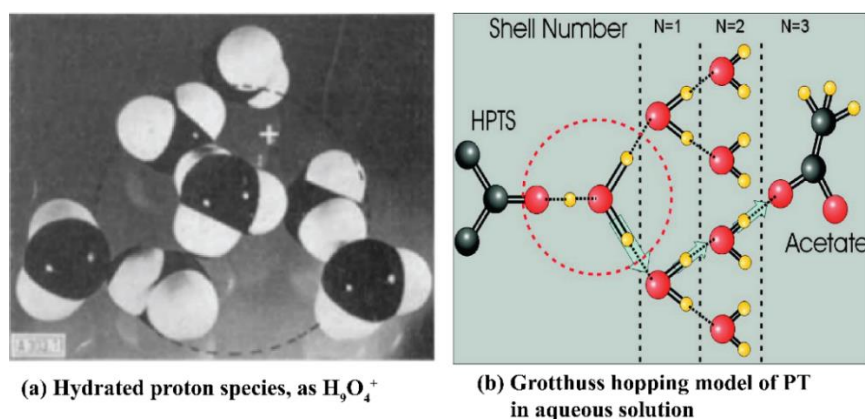 Shell Number N=1 N=2 N=3
HPTS
+
Acetate
(a) Hydrated proton species, as H₉O₄⁺
(b) Grotthuss hopping model of PT
in aqueous solution